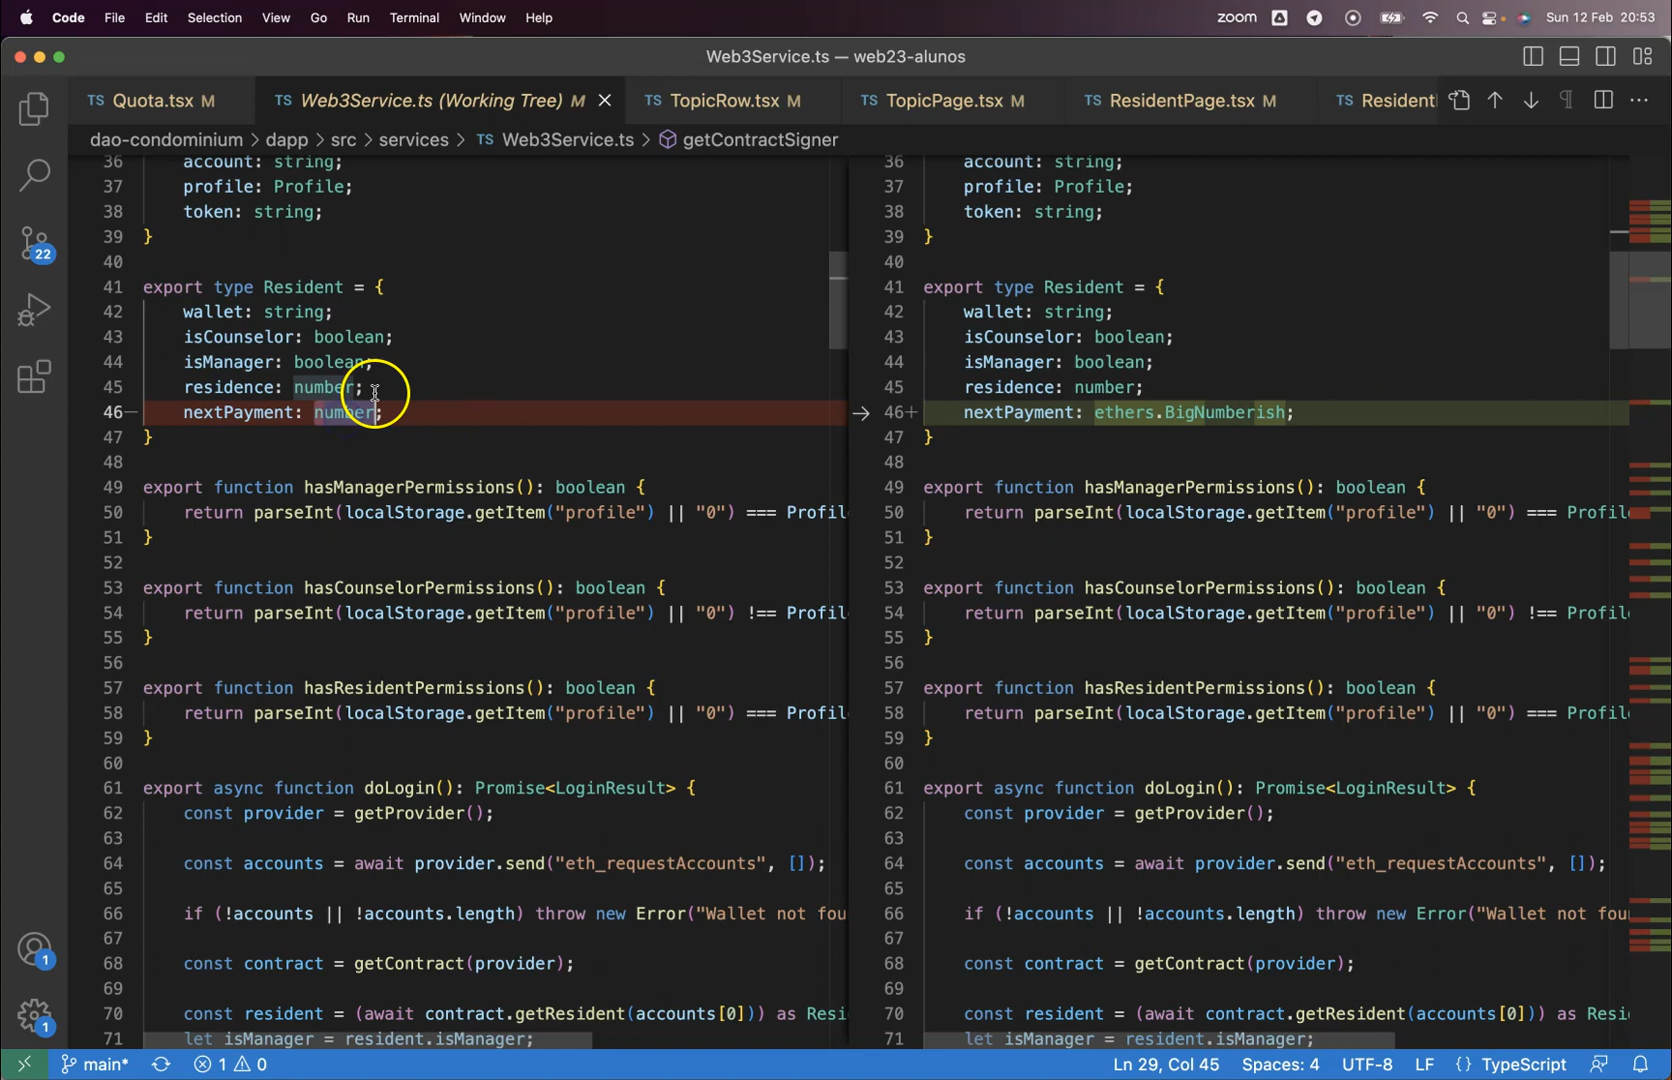 Code File Edit Selection View Go Run Terminal Window Help zoom Sun 12 Feb 20:53
Web3Service.ts — web23-alunos
TS Quota.tsx M TS Web3Service.ts (Working Tree) M TS TopicRow.tsx M TS TopicPage.tsx M TS ResidentPage.tsx M TS Resident
dao-condominium > dapp > src > services > TS Web3Service.ts > getContractSigner
36 account: string;
37 profile: Profile;
38 token: string;
39 }
40
41 export type Resident = {
42 wallet: string;
43 isCounselor: boolean;
44 isManager: boolean;
45 residence: number;
46— nextPayment: number;
47 }
48
49 export function hasManagerPermissions(): boolean {
50 return parseInt(localStorage.getItem("profile") || "0") === Profil
51 }
52
53 export function hasCounselorPermissions(): boolean {
54 return parseInt(localStorage.getItem("profile") || "0") !== Profil
55 }
56
57 export function hasResidentPermissions(): boolean {
58 return parseInt(localStorage.getItem("profile") || "0") === Profil
59 }
60
61 export async function doLogin(): Promise<LoginResult> {
62 const provider = getProvider();
63
64 const accounts = await provider.send("eth_requestAccounts", []);
65
66 if (!accounts || !accounts.length) throw new Error("Wallet not fou
67
68 const contract = getContract(provider);
69
70 const resident = (await contract.getResident(accounts[0])) as Resi
71 let isManager = resident.isManager;
36 account: string;
37 profile: Profile;
38 token: string;
39 }
40
41 export type Resident = {
42 wallet: string;
43 isCounselor: boolean;
44 isManager: boolean;
45 residence: number;
46+ nextPayment: ethers.BigNumberish;
47 }
48
49 export function hasManagerPermissions(): boolean {
50 return parseInt(localStorage.getItem("profile") || "0") === Profil
51 }
52
53 export function hasCounselorPermissions(): boolean {
54 return parseInt(localStorage.getItem("profile") || "0") !== Profil
55 }
56
57 export function hasResidentPermissions(): boolean {
58 return parseInt(localStorage.getItem("profile") || "0") === Profil
59 }
60
61 export async function doLogin(): Promise<LoginResult> {
62 const provider = getProvider();
63
64 const accounts = await provider.send("eth_requestAccounts", []);
65
66 if (!accounts || !accounts.length) throw new Error("Wallet not fou
67
68 const contract = getContract(provider);
69
70 const resident = (await contract.getResident(accounts[0])) as Resi
71 let isManager = resident.isManager;
22
1
1
main* 1 0 Ln 29, Col 45 Spaces: 4 UTF-8 LF {} TypeScript